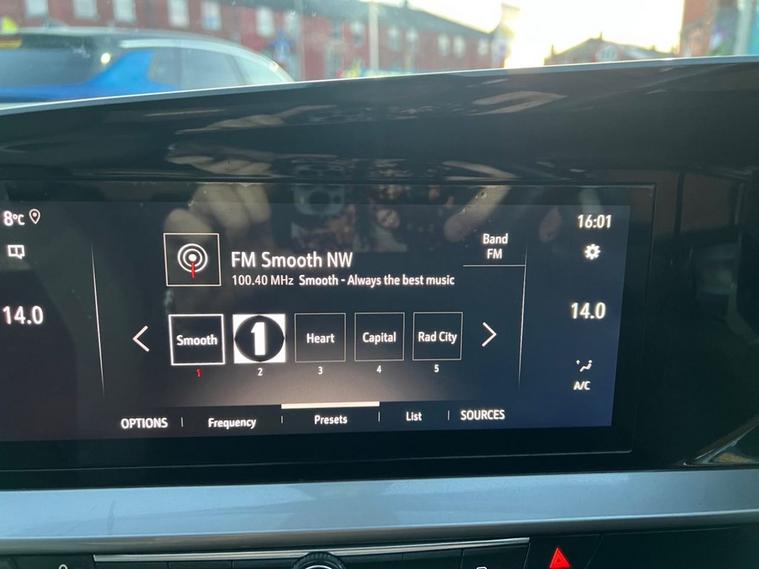 8°C
16:01
Band
FM
FM Smooth NW
100.40 MHz Smooth - Always the best music
14.0
14.0
Smooth
1
Heart
Capital
Rad City
1
2
3
4
5
A/C
OPTIONS
Frequency
Presets
List
SOURCES